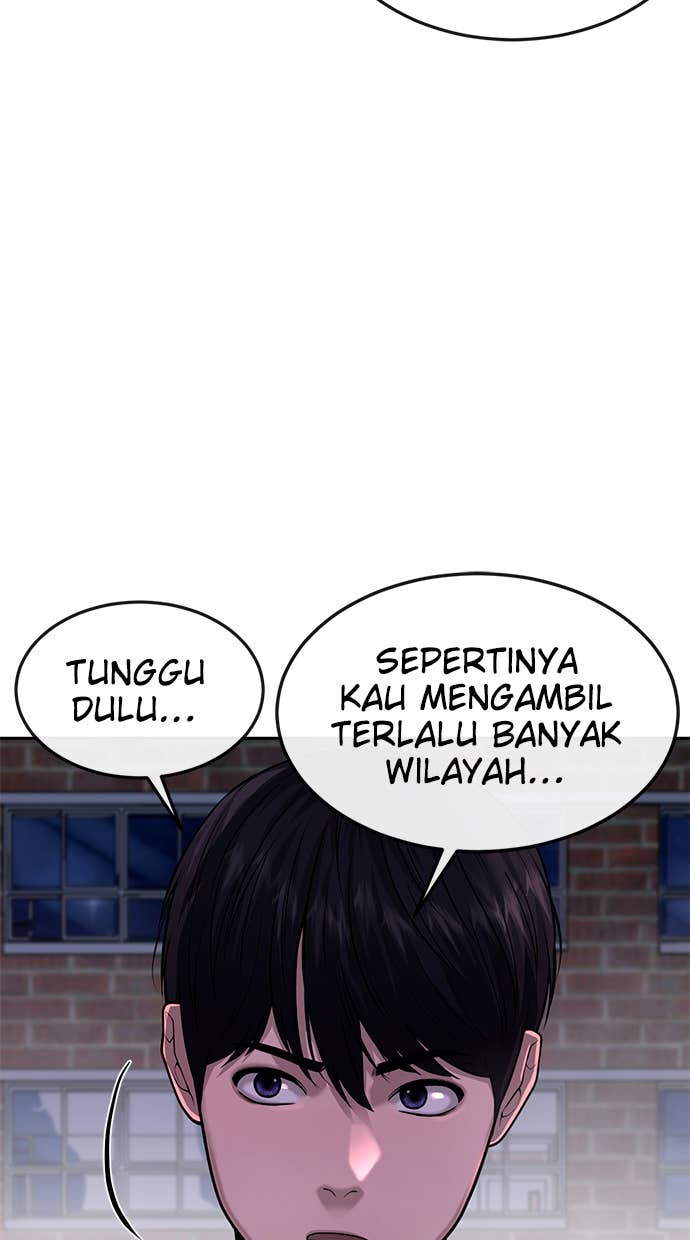 TUNGGU
DULU...
SEPERTINYA
KAU MENGAMBIL
TERLALU BANYAK
WILAYAH...